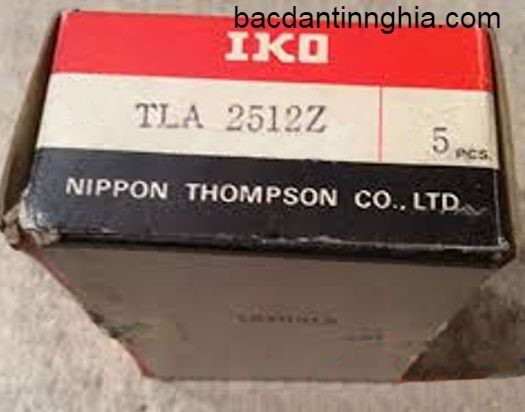 bacdantinnghia.com
IKO
TLA 2512Z
5 PCS.
NIPPON THOMPSON CO., LTD.